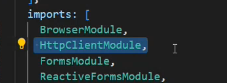 ],
imports: [
BrowserModule,
HttpClientModule,
FormsModule,
ReactiveFormsModule,